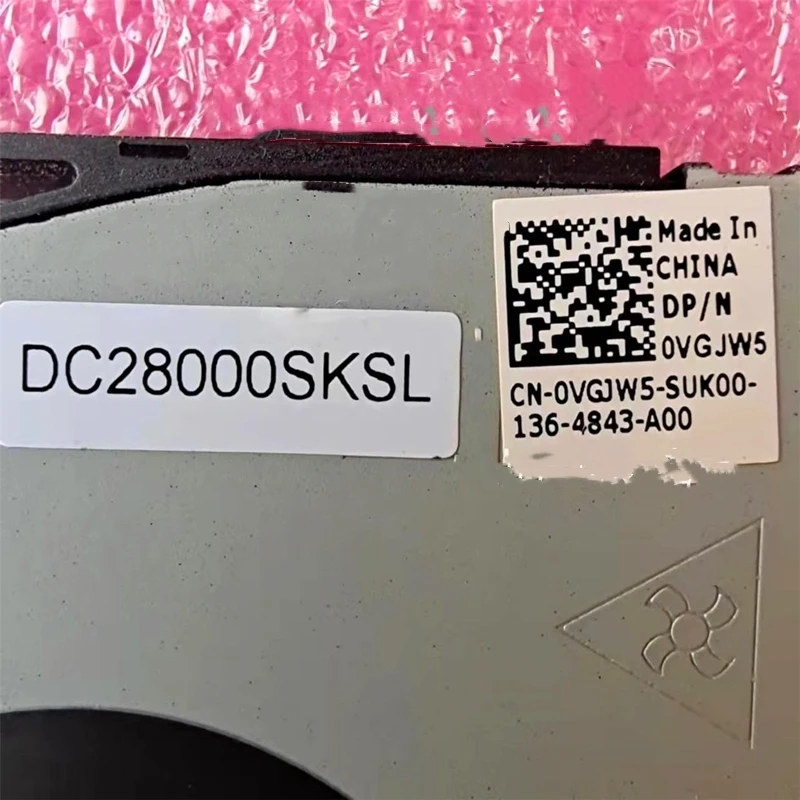 DC28000SKSL
Made In
CHINA
DP/N
0VGJW5
CN-0VGJW5-SUK00-
136-4843-A00